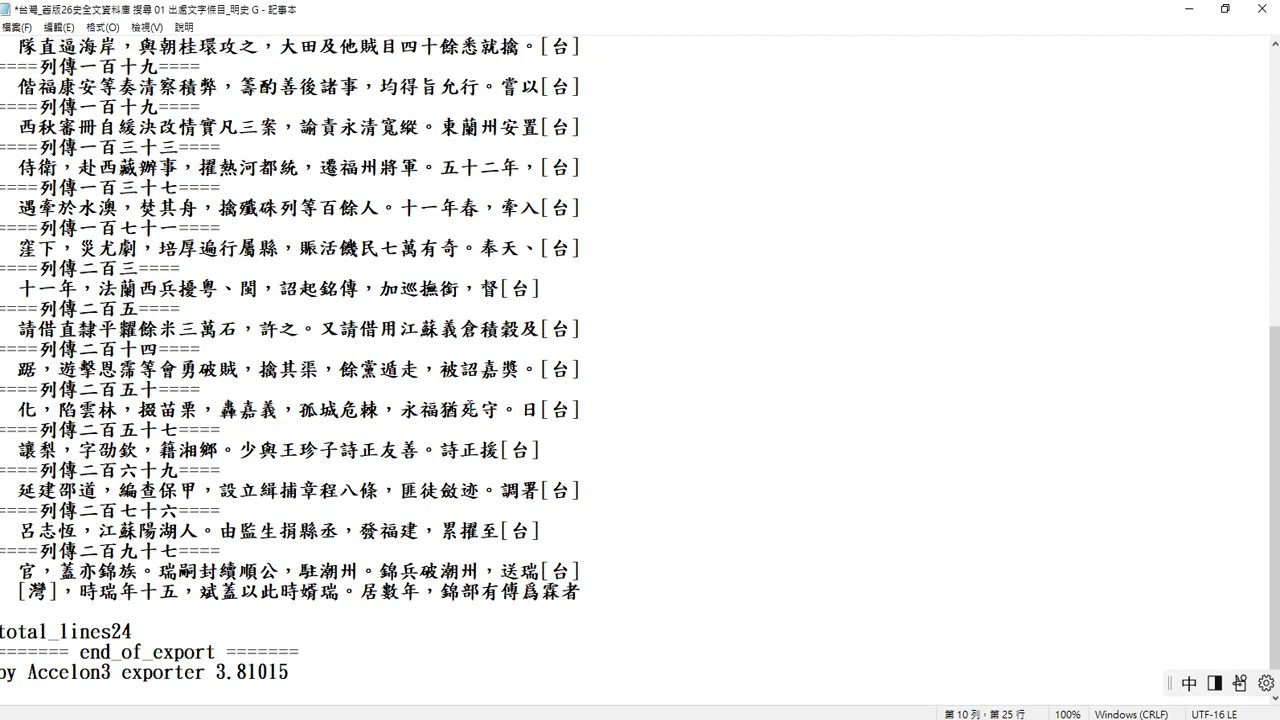 *台灣_舊版26史全文資料庫 搜尋 01 出處文字條目_明史 G - 記事本
檔案(F) 編輯(E) 格式(O) 檢視(V) 說明
隊直逼海岸，與朝桂環攻之，大田及他賊目四十餘悉就擒。[台]
====列傳一百十九====
偕福康安等奏清察積弊，籌酌善後諸事，均得旨允行。嘗以[台]
====列傳一百十九====
西秋審冊自緩決改情實凡三案，諭責永清寬縱。東蘭州安置[台]
====列傳一百三十三====
侍衛，赴西藏辦事，擢熱河都統，遷福州將軍。五十二年，[台]
====列傳一百三十七====
遇牽於水澳，焚其舟，擒殲硃列等百餘人。十一年春，牽入[台]
====列傳一百七十一====
窪下，災尤劇，培厚遍行屬縣，賑活饑民七萬有奇。奉天、[台]
====列傳二百三====
十一年，法蘭西兵擾粵、閩，詔起銘傳，加巡撫銜，督[台]
====列傳二百五====
請借直隸平糶餘米三萬石，許之。又請借用江蘇義倉積穀及[台]
====列傳二百十四====
踞，遊擊恩霈等會勇破賊，擒其渠，餘黨遁走，被詔嘉獎。[台]
====列傳二百五十====
化，陷雲林，掇苗栗，轟嘉義，孤城危棘，永福猶死守。日[台]
====列傳二百五十七====
讓梨，字劭欽，籍湘鄉。少與王珍子詩正友善。詩正援[台]
====列傳二百六十九====
延建邵道，編查保甲，設立緝捕章程八條，匪徒斂迹。調署[台]
====列傳二百七十六====
呂志恆，江蘇陽湖人。由監生捐縣丞，發福建，累擢至[台]
====列傳二百九十七====
官，蓋亦錦族。瑞嗣封續順公，駐潮州。錦兵破潮州，送瑞[台]
[灣]，時瑞年十五，斌蓋以此時婿瑞。居數年，錦部有傅為霖者
total_lines24
======= end_of_export =======
by Accelon3 exporter 3.81015
中
第 10 列，第 25 行 100% Windows (CRLF) UTF-16 LE